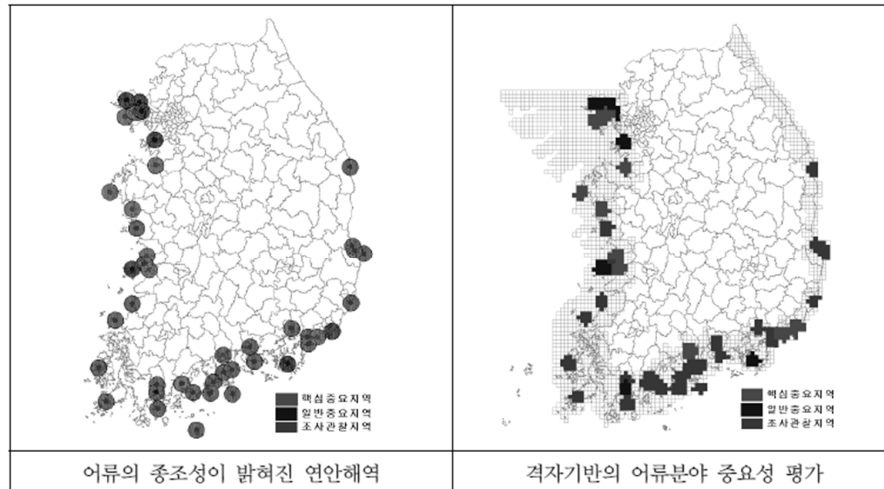 핵심중요지역
일반중요지역
조사관찰지역
핵심중요지역
일반중요지역
조사관찰지역
어류의 종조성이 밝혀진 연안해역
격자기반의 어류분야 중요성 평가